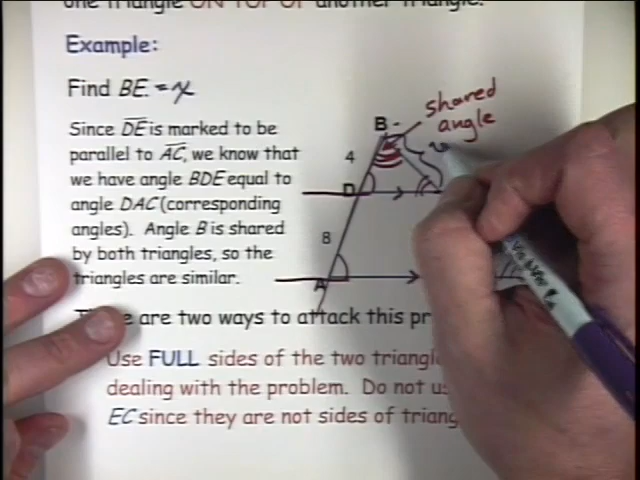 one triangle ON TOP OF another triangle.
Example:
Find BE. = x
Since DE is marked to be
parallel to AC, we know that
we have angle BDE equal to
angle DAC (corresponding
angles). Angle B is shared
by both triangles, so the
triangles are similar.
shared
angle
B
4
D
8
A
are two ways to attack this pr
Use FULL sides of the two triangl
dealing with the problem. Do not u
EC since they are not sides of triang